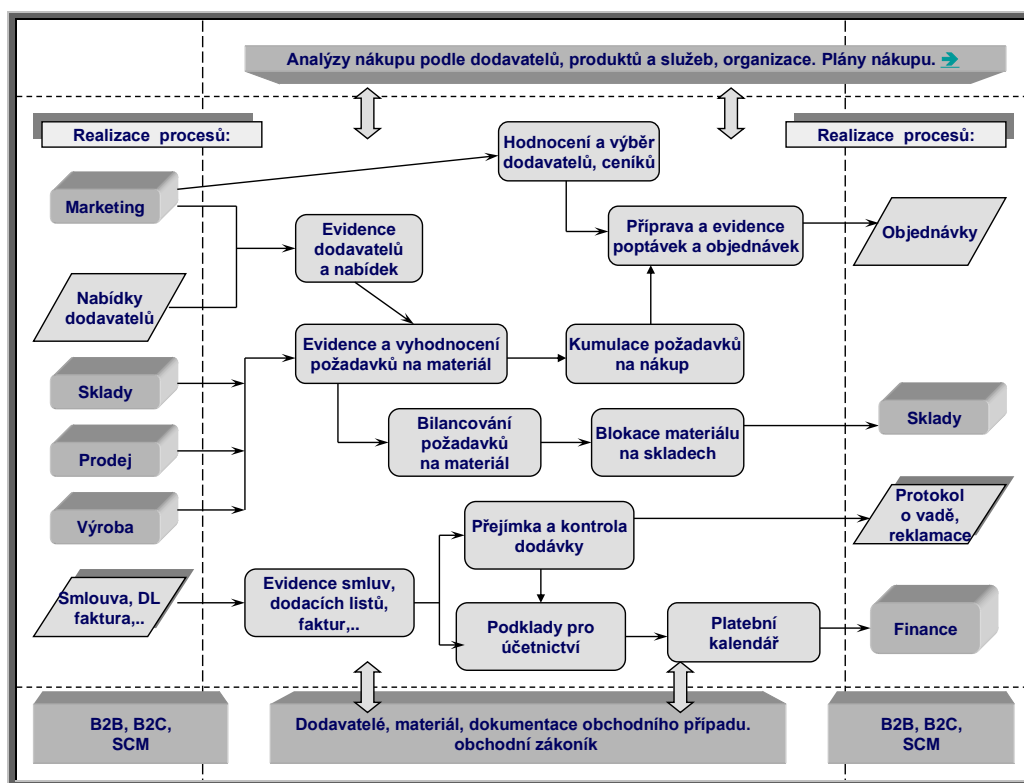 Analýzy nákupu podle dodavatelů, produktů a služeb, organizace. Plány nákupu. ➔
Realizace procesů:
Realizace procesů:
Hodnocení a výběr
dodavatelů, ceníků
Marketing
Evidence
dodavatelů
a nabídek
Příprava a evidence
poptávek a objednávek
Objednávky
Nabídky
dodavatelů
Evidence a vyhodnocení
požadavků na materiál
Kumulace požadavků
na nákup
Sklady
Bilancování
požadavků
na materiál
Blokace materiálu
na skladech
Sklady
Prodej
Výroba
Přejímka a kontrola
dodávky
Protokol
o vadě,
reklamace
Smlouva, DL
faktura,..
Evidence smluv,
dodacích listů,
faktur,..
Podklady pro
účetnictví
Platební
kalendář
Finance
B2B, B2C,
SCM
Dodavatelé, materiál, dokumentace obchodního případu.
obchodní zákoník
B2B, B2C,
SCM